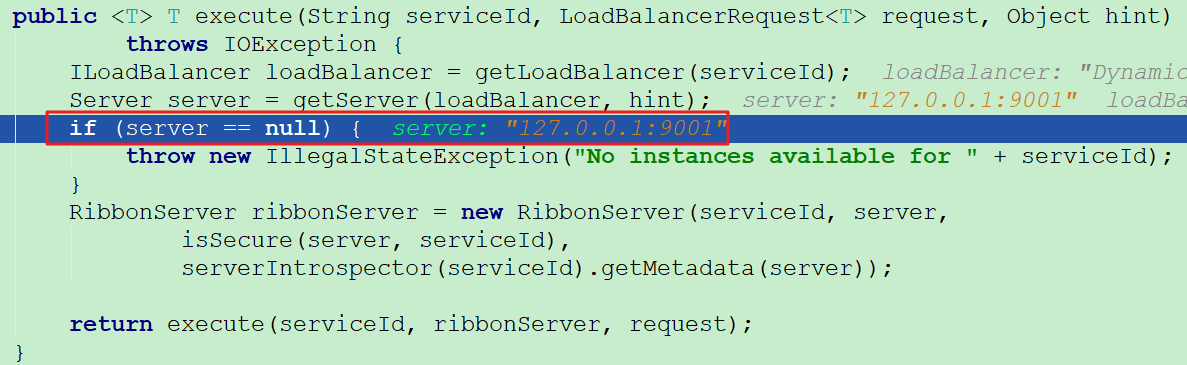 public <T> T execute(String serviceId, LoadBalancerRequest<T> request, Object hint)
        throws IOException {
    ILoadBalancer loadBalancer = getLoadBalancer(serviceId);  loadBalancer: "Dynamic
    Server server = getServer(loadBalancer, hint);  server: "127.0.0.1:9001"  loadBa
    if (server == null) {  server: "127.0.0.1:9001"
        throw new IllegalStateException("No instances available for " + serviceId);
    }
    RibbonServer ribbonServer = new RibbonServer(serviceId, server,
            isSecure(server, serviceId),
            serverIntrospector(serviceId).getMetadata(server));
    return execute(serviceId, ribbonServer, request);
}